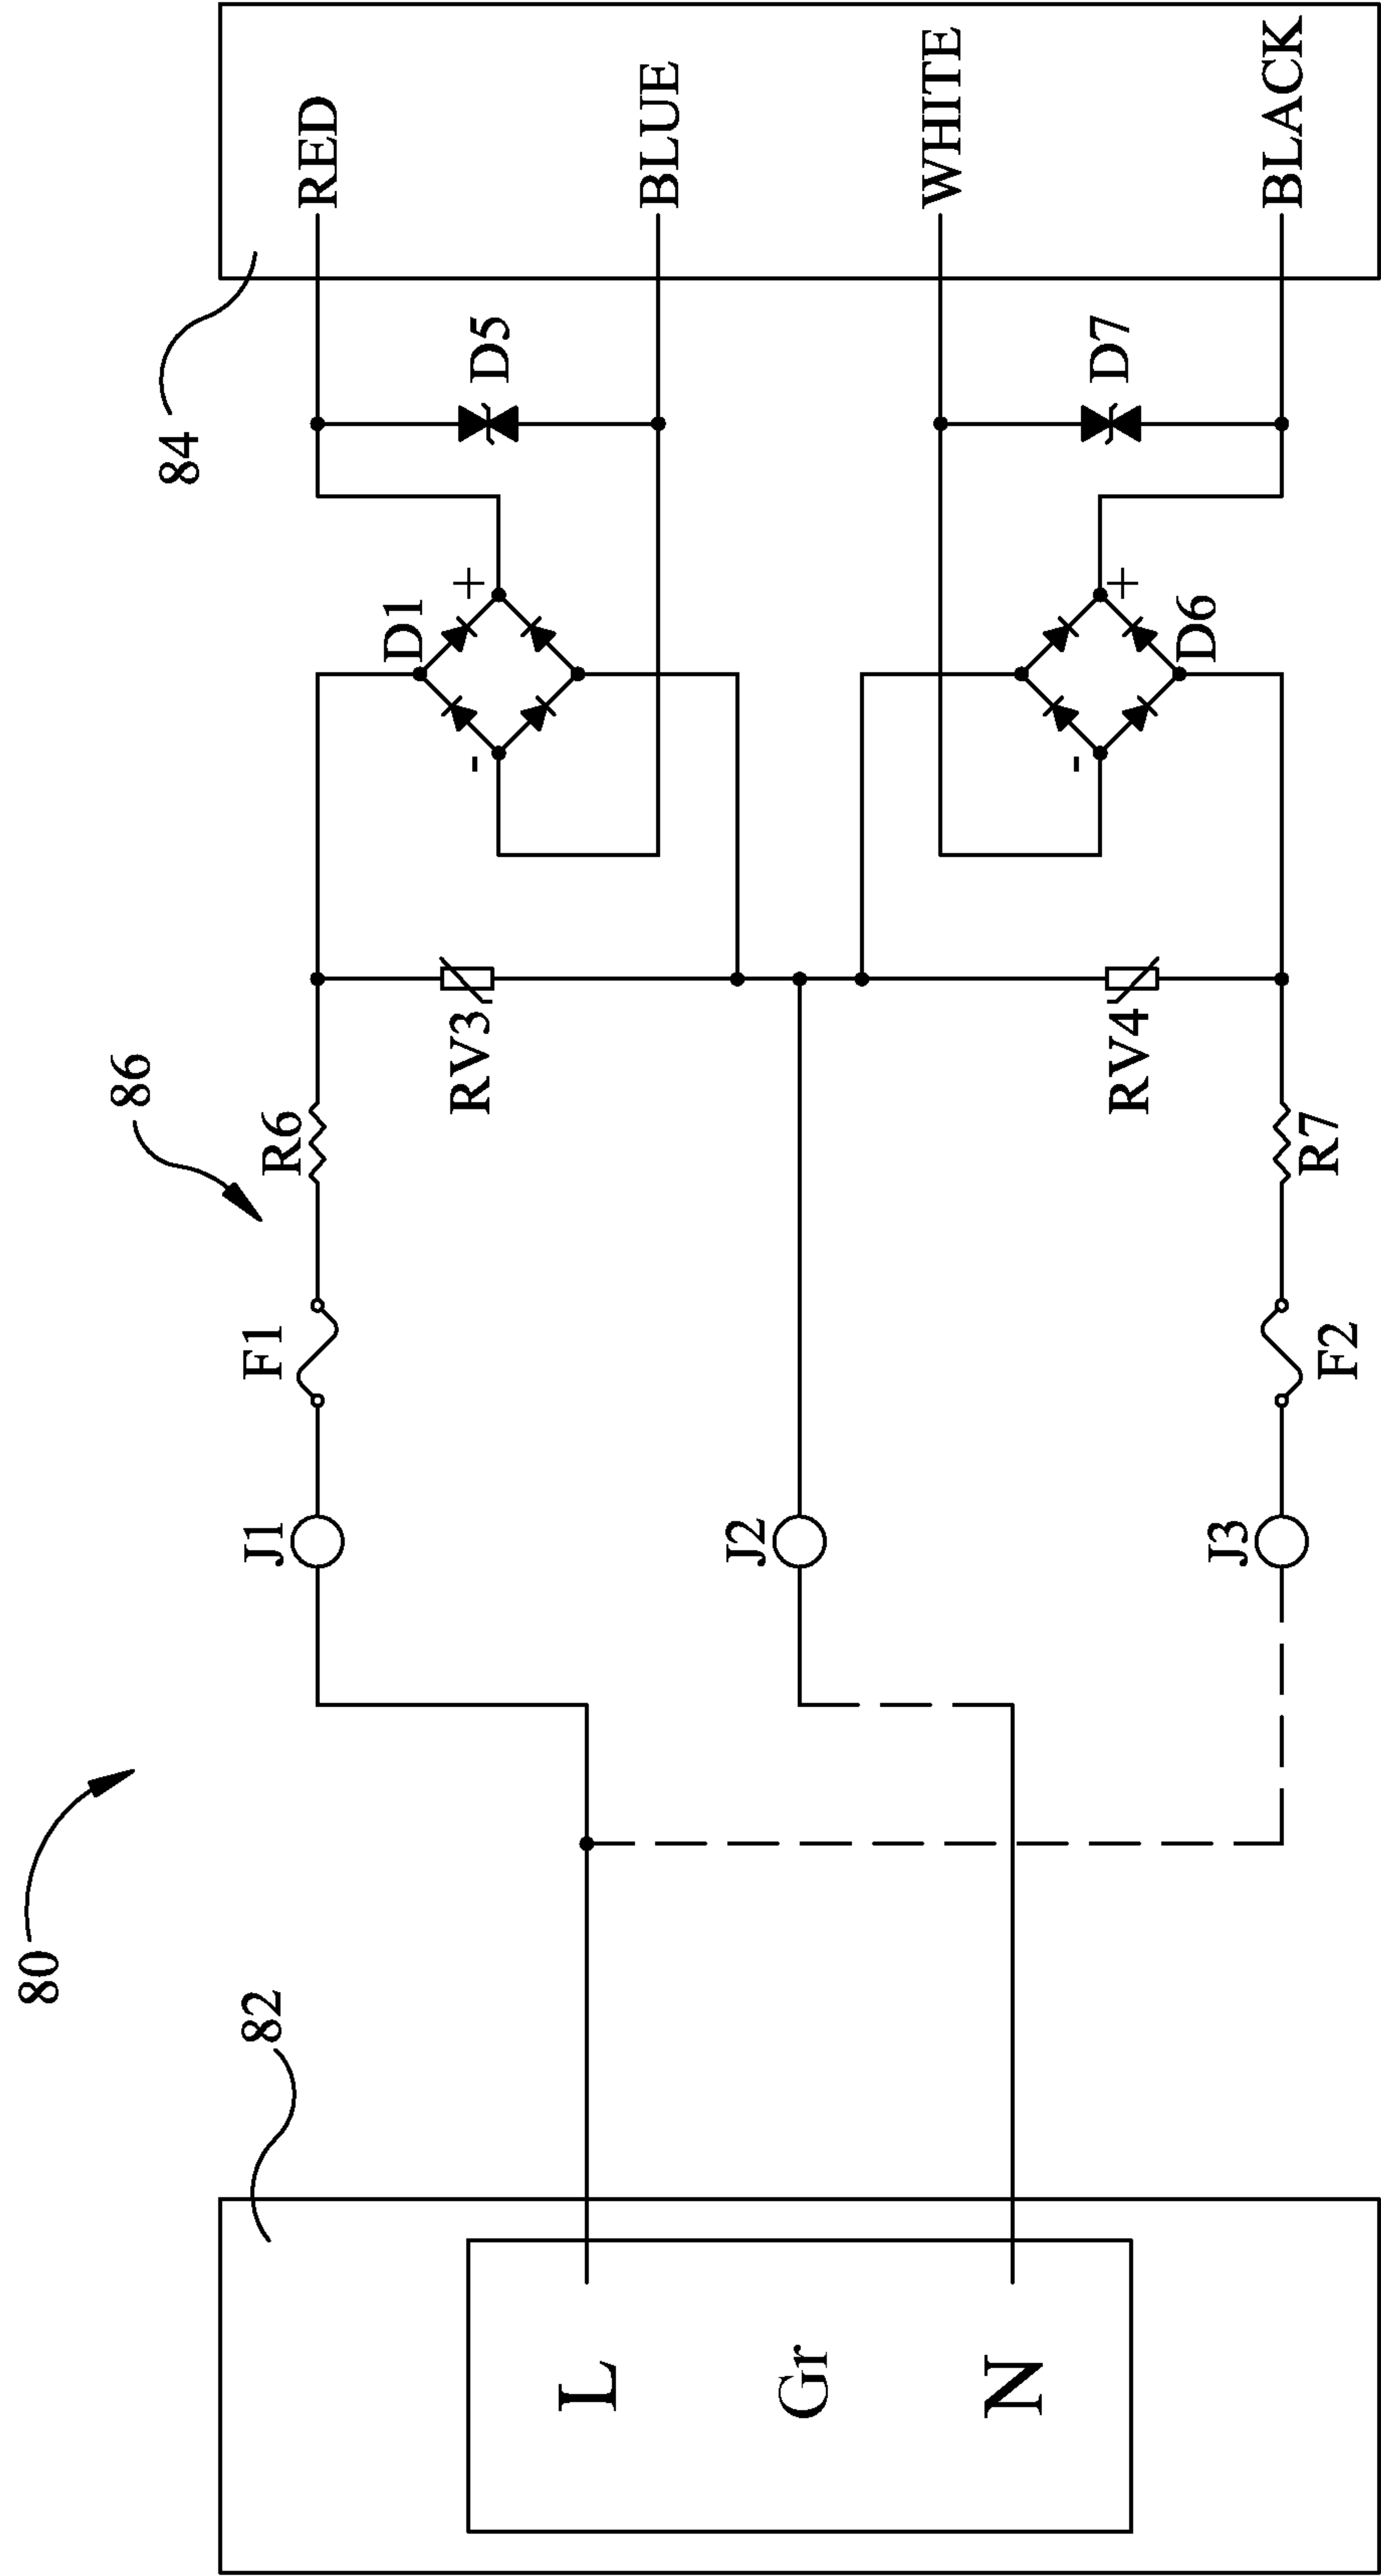 80
82
84
86
L
Gr
N
J1
J2
J3
F1
F2
R6
R7
RV3
RV4
D1
+
-
D6
+
-
D5
D7
RED
BLUE
WHITE
BLACK